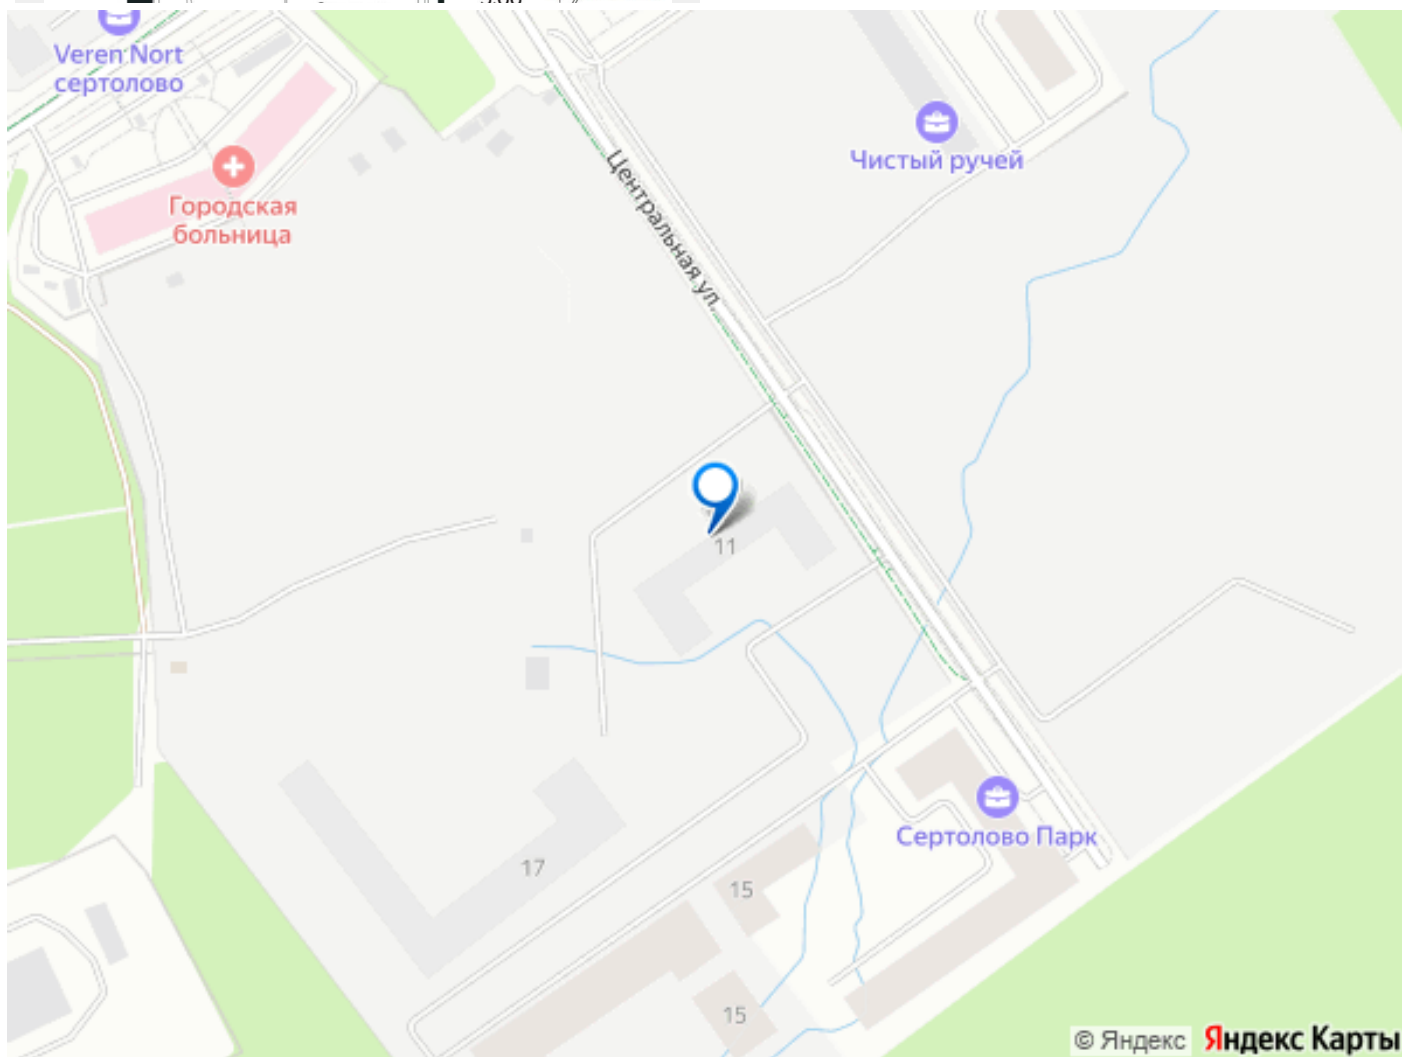 Veren Nort
сертолово
Городская
больница
Центральная ул.
Чистый ручей
11
Сертолово Парк
17
15
15
© Яндекс Яндекс Карты